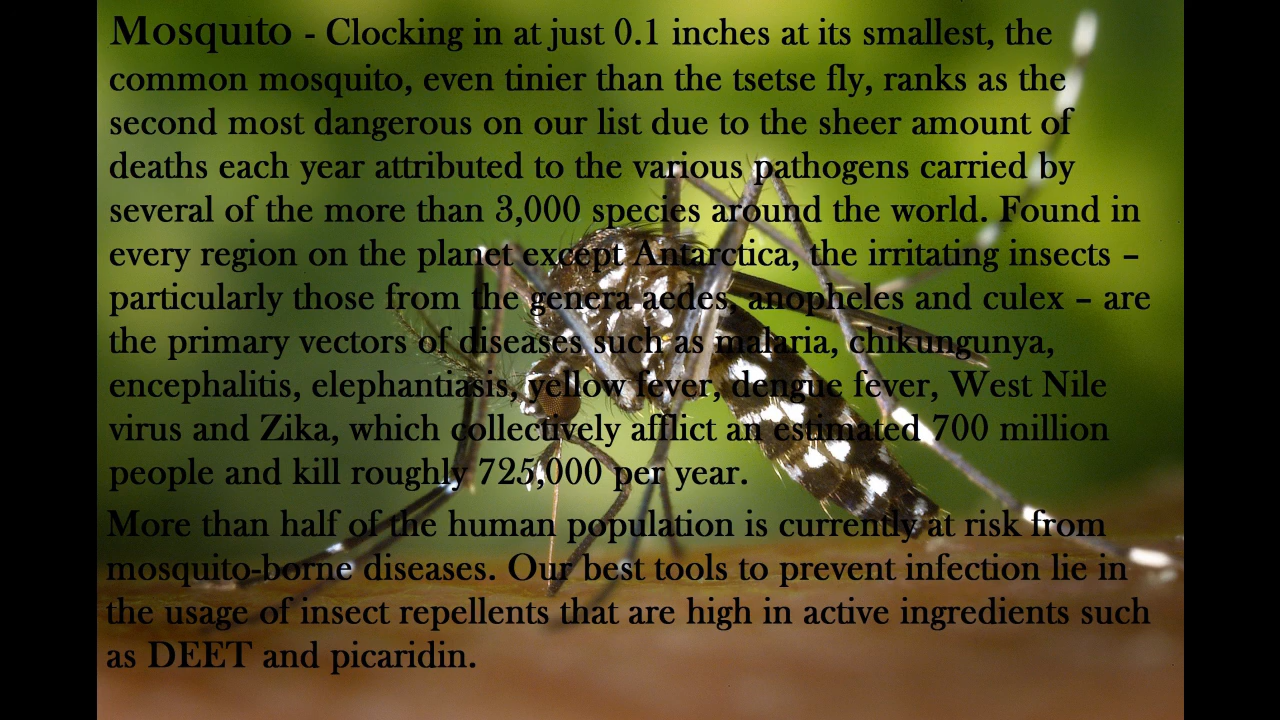 Mosquito - Clocking in at just 0.1 inches at its smallest, the
common mosquito, even tinier than the tsetse fly, ranks as the
second most dangerous on our list due to the sheer amount of
deaths each year attributed to the various pathogens carried by
several of the more than 3,000 species around the world. Found in
every region on the planet except Antarctica, the irritating insects –
particularly those from the genera aedes, anopheles and culex – are
the primary vectors of diseases such as malaria, chikungunya,
encephalitis, elephantiasis, yellow fever, dengue fever, West Nile
virus and Zika, which collectively afflict an estimated 700 million
people and kill roughly 725,000 per year.
More than half of the human population is currently at risk from
mosquito-borne diseases. Our best tools to prevent infection lie in
the usage of insect repellents that are high in active ingredients such
as DEET and picaridin.